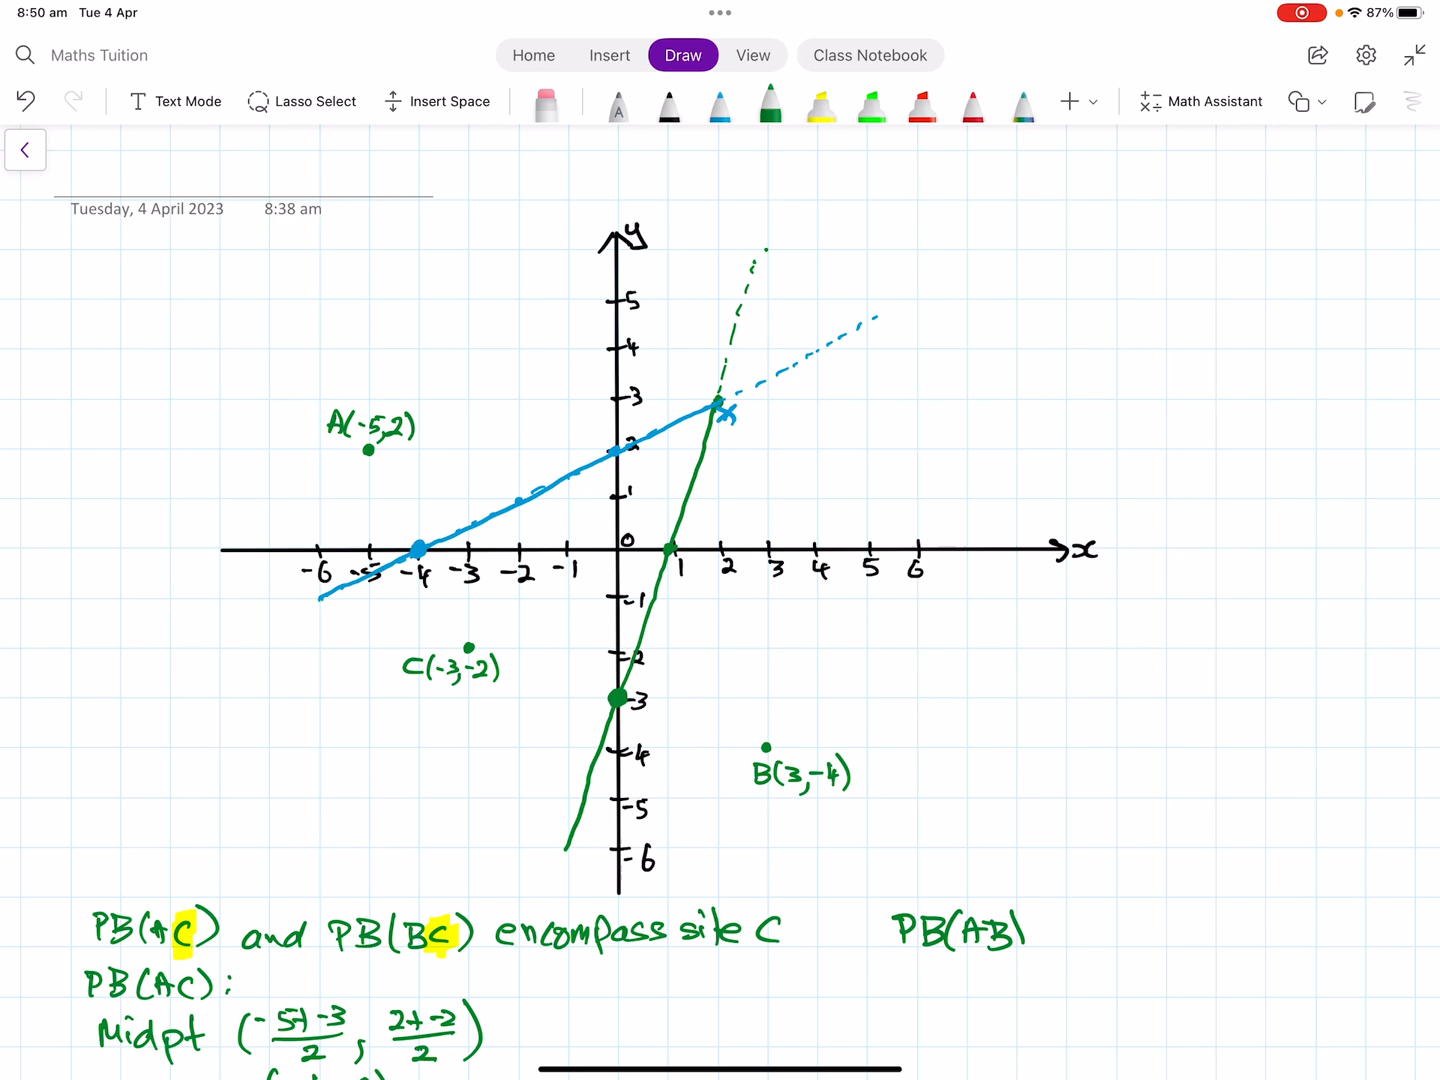 8:50 am Tue 4 Apr 87%
Maths Tuition Home Insert Draw View Class Notebook
Text Mode Lasso Select Insert Space A Math Assistant
Tuesday, 4 April 2023 8:38 am
y
5
4
3
A(-5,2)
2
1
0
-6 -5 -4 -3 -2 -1 1 2 3 4 5 6 x
-1
-2
C(-3,-2)
-3
-4
B(3,-4)
-5
-6
PB(AC) and PB(BC) encompass site C PB(AB)
PB(AC):
Midpt (-5+-3/2, 2+-2/2)